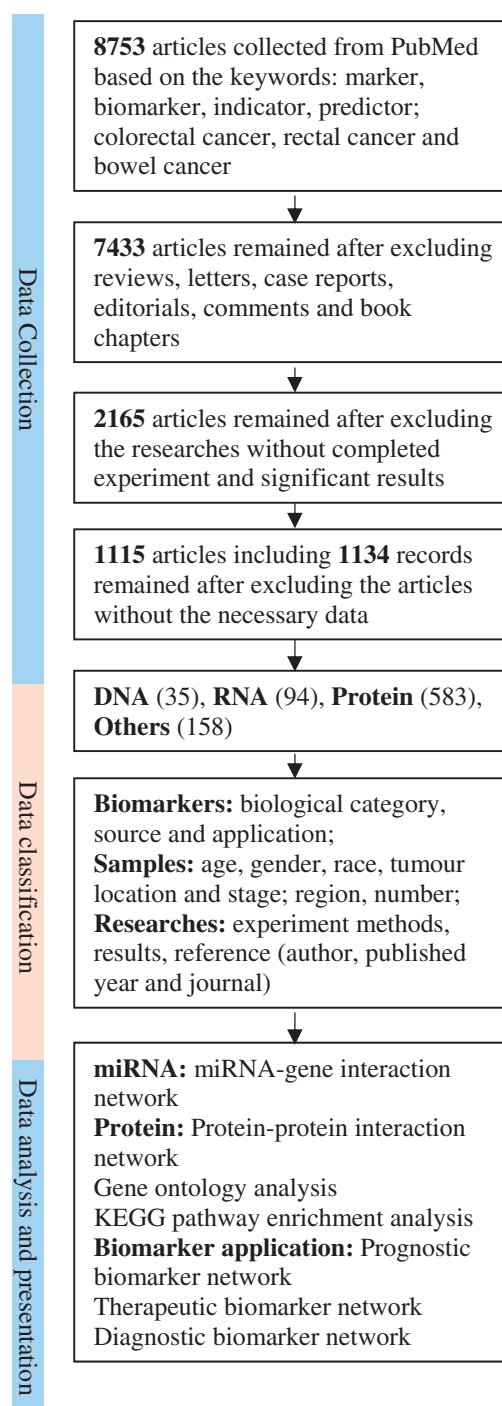 8753 articles collected from PubMed
based on the keywords: marker,
biomarker, indicator, predictor;
colorectal cancer, rectal cancer and
bowel cancer
7433 articles remained after excluding
reviews, letters, case reports,
editorials, comments and book
chapters
2165 articles remained after excluding
the researches without completed
experiment and significant results
1115 articles including 1134 records
remained after excluding the articles
without the necessary data
Data Collection
DNA (35), RNA (94), Protein (583),
Others (158)
Biomarkers: biological category,
source and application;
Samples: age, gender, race, tumour
location and stage; region, number;
Researches: experiment methods,
results, reference (author, published
year and journal)
Data classification
miRNA: miRNA-gene interaction
network
Protein: Protein-protein interaction
network
Gene ontology analysis
KEGG pathway enrichment analysis
Biomarker application: Prognostic
biomarker network
Therapeutic biomarker network
Diagnostic biomarker network
Data analysis and presentation